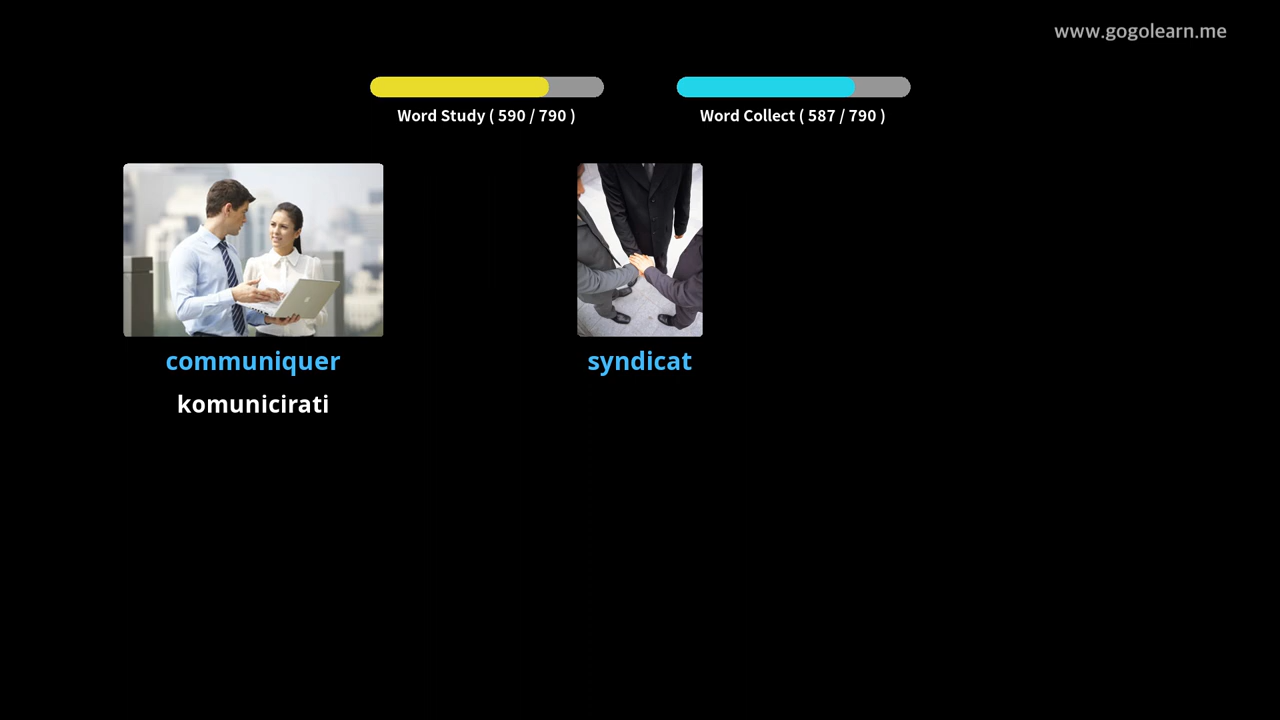 www.gogolearn.me
Word Study ( 590 / 790 )
Word Collect ( 587 / 790 )
communiquer
syndicat
komunicirati